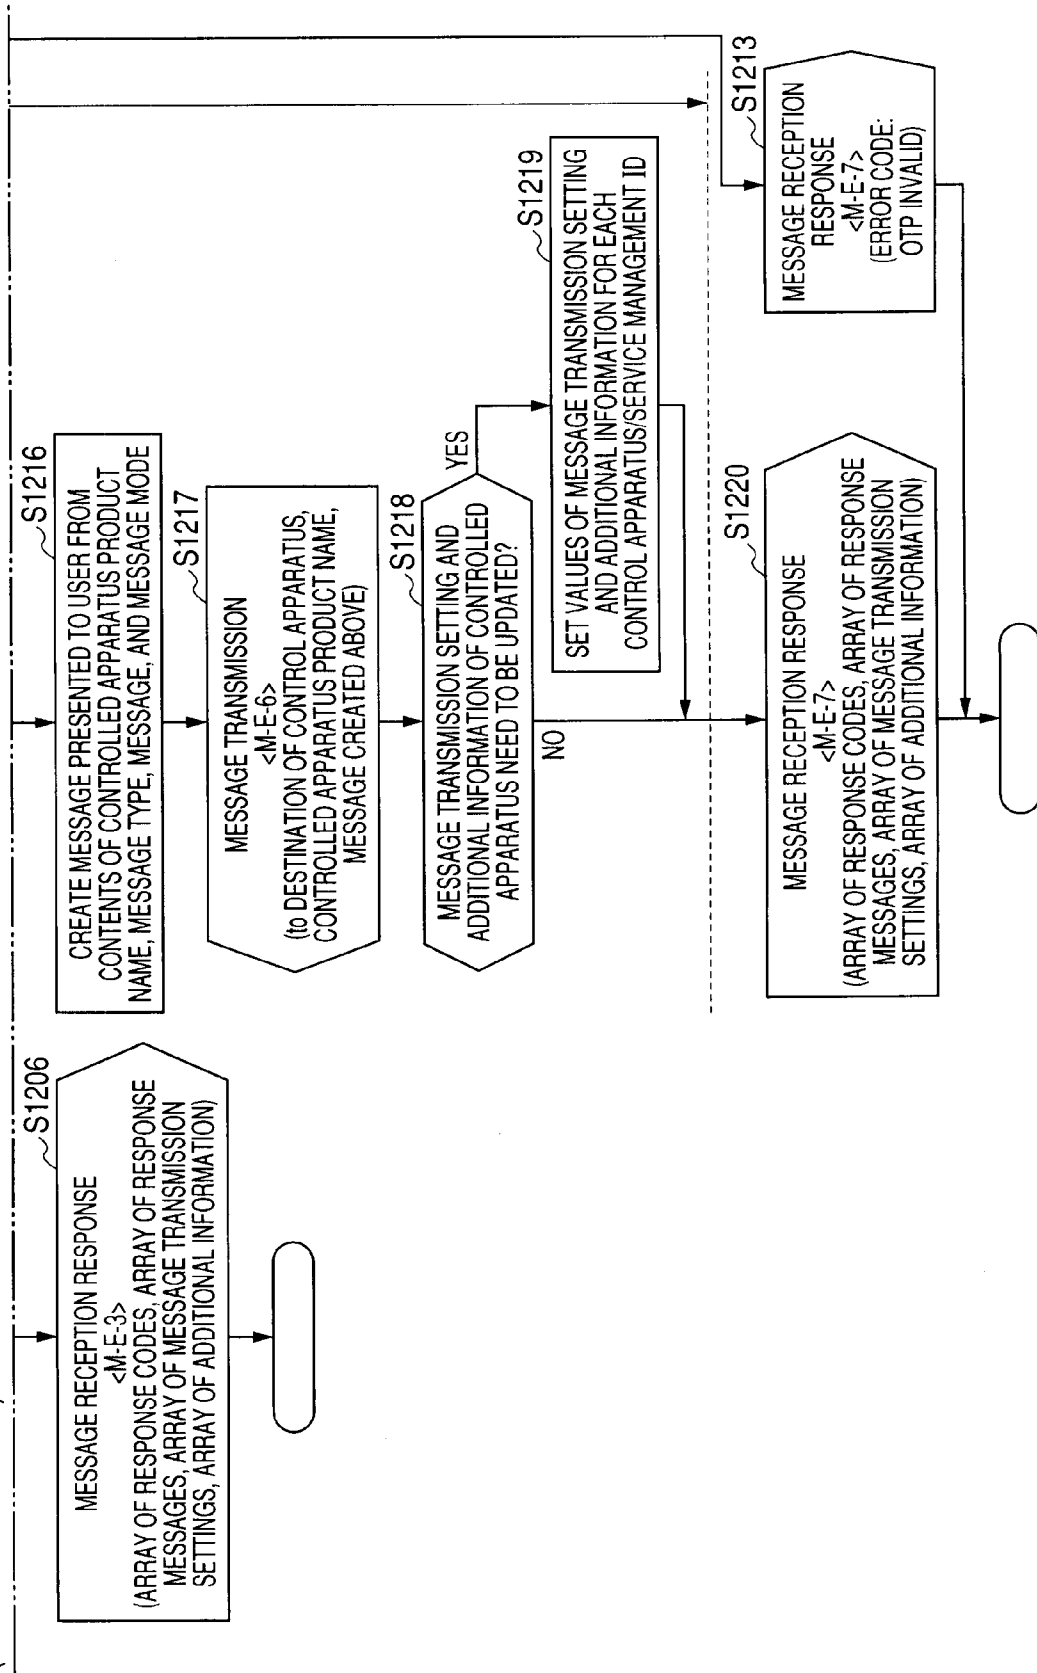 S1206
MESSAGE RECEPTION RESPONSE
<M-E-3>
(ARRAY OF RESPONSE CODES, ARRAY OF RESPONSE
MESSAGES, ARRAY OF MESSAGE TRANSMISSION
SETTINGS, ARRAY OF ADDITIONAL INFORMATION)
S1216
CREATE MESSAGE PRESENTED TO USER FROM
CONTENTS OF CONTROLLED APPARATUS PRODUCT
NAME, MESSAGE TYPE, MESSAGE, AND MESSAGE MODE
S1217
MESSAGE TRANSMISSION
<M-E-6>
(to DESTINATION OF CONTROL APPARATUS,
CONTROLLED APPARATUS PRODUCT NAME,
MESSAGE CREATED ABOVE)
S1218
MESSAGE TRANSMISSION SETTING AND
ADDITIONAL INFORMATION OF CONTROLLED
APPARATUS NEED TO BE UPDATED?
YES
NO
S1219
SET VALUES OF MESSAGE TRANSMISSION SETTING
AND ADDITIONAL INFORMATION FOR EACH
CONTROL APPARATUS/SERVICE MANAGEMENT ID
S1220
MESSAGE RECEPTION RESPONSE
<M-E-7>
(ARRAY OF RESPONSE CODES, ARRAY OF RESPONSE
MESSAGES, ARRAY OF MESSAGE TRANSMISSION
SETTINGS, ARRAY OF ADDITIONAL INFORMATION)
S1213
MESSAGE RECEPTION
RESPONSE
<M-E-7>
(ERROR CODE:
OTP INVALID)